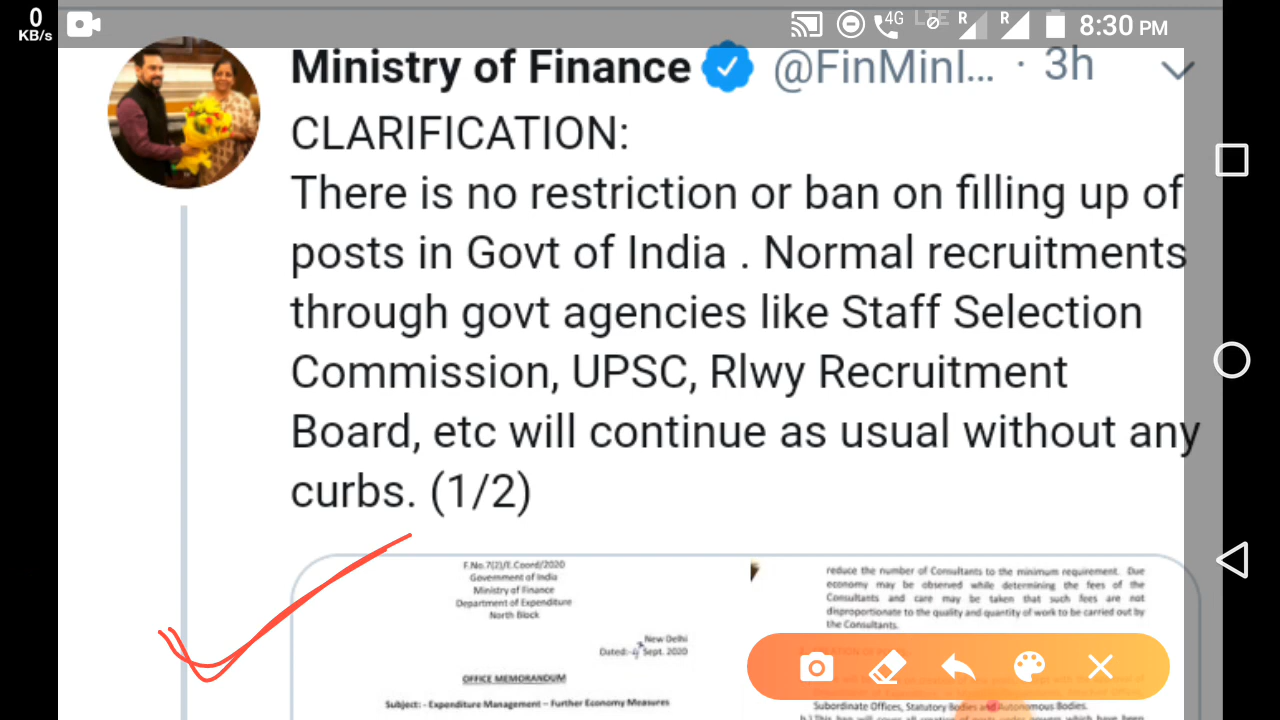 0
KB/s
4G
LTE
R
R
8:30 PM
Ministry of Finance @FinMinI... · 3h
CLARIFICATION:
There is no restriction or ban on filling up of
posts in Govt of India . Normal recruitments
through govt agencies like Staff Selection
Commission, UPSC, Rlwy Recruitment
Board, etc will continue as usual without any
curbs. (1/2)
F.No.7(2)/E.Coord/2020
Government of India
Ministry of Finance
Department of Expenditure
North Block
New Delhi
Dated:-4 Sept. 2020
OFFICE MEMORANDUM
Subject: - Expenditure Management – Further Economy Measures
reduce the number of Consultants to the minimum requirement. Due
economy may be observed while determining the fees of the
Consultants and care may be taken that such fees are not
disproportionate to the quality and quantity of work to be carried out by
the Consultants.
Subordinate Offices, Statutory Bodies and Autonomous Bodies.